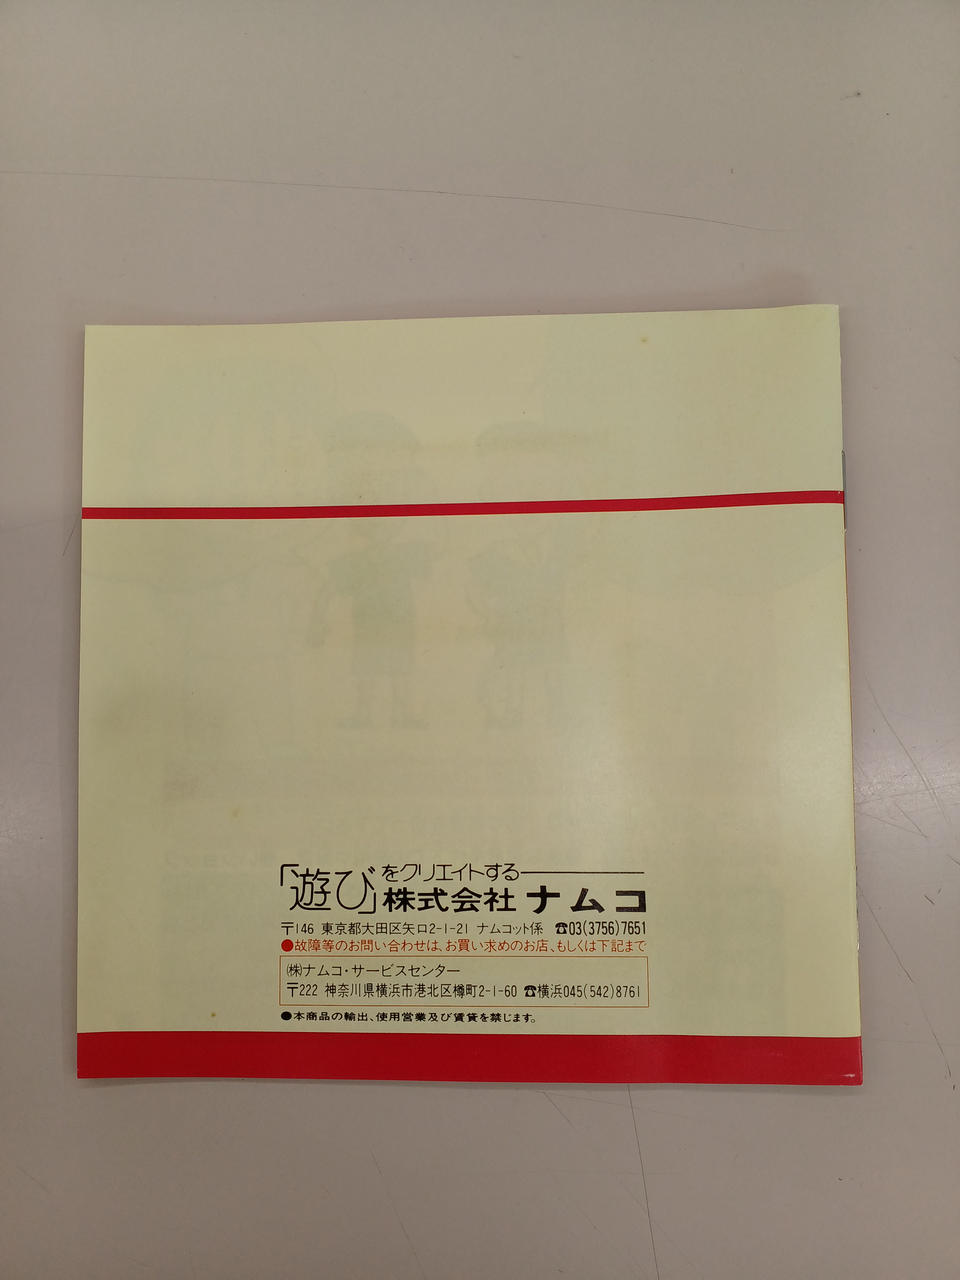 「遊び」をクリエイトする
株式会社 ナムコ
〒146 東京都大田区矢口2-1-21 ナムコット係 ☎03(3756)7651
●故障等のお問い合わせは、お買い求めのお店、もしくは下記まで
㈱ナムコ・サービスセンター
〒222 神奈川県横浜市港北区樽町2-1-60 ☎横浜045(542)8761
●本商品の輸出、使用営業及び賃貸を禁じます。